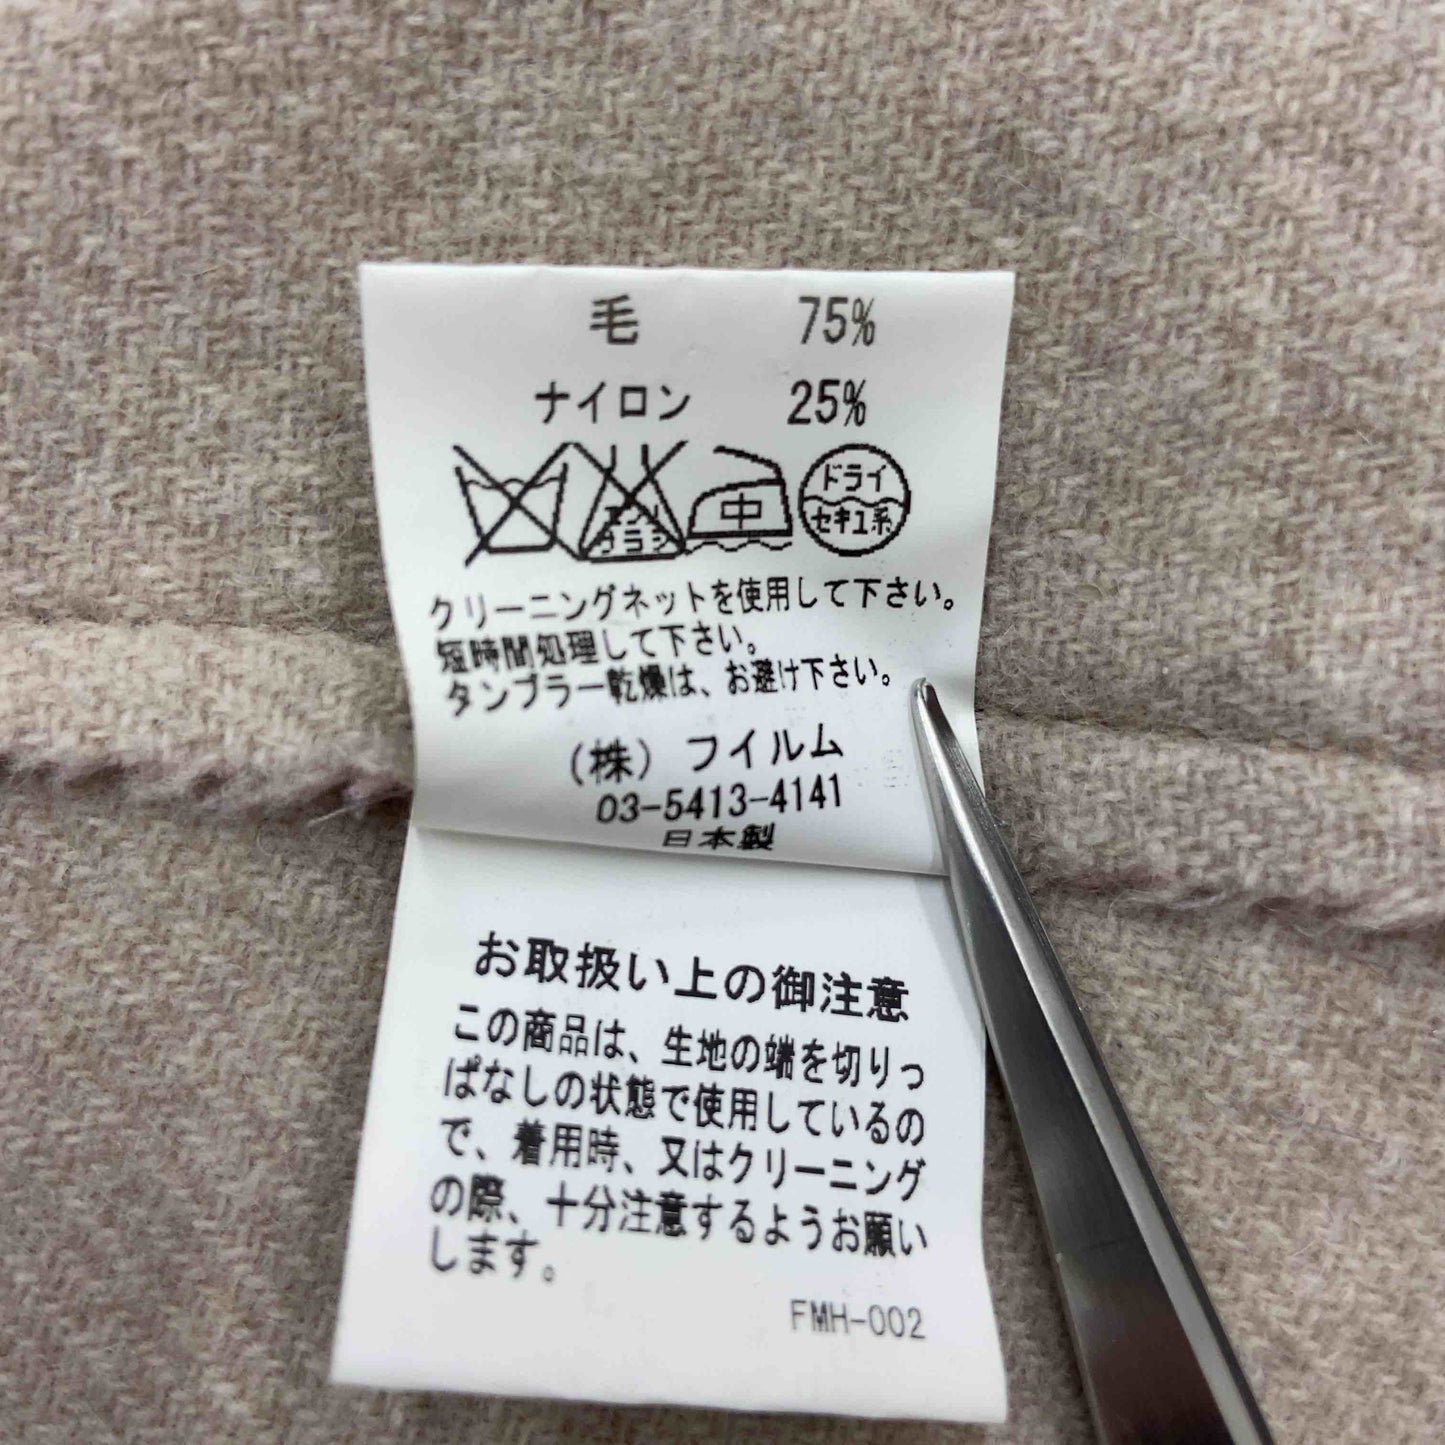 毛 75%
ナイロン 25%
エンソ
サラシ
中
ドライ
セキユ系
クリーニングネットを使用して下さい。
短時間処理して下さい。
タンブラー乾燥は、お避け下さい。
(株) フイルム
03-5413-4141
日本製
お取扱い上の御注意
この商品は、生地の端を切りっ
ぱなしの状態で使用しているの
で、着用時、又はクリーニング
の際、十分注意するようお願い
します。
FMH-002